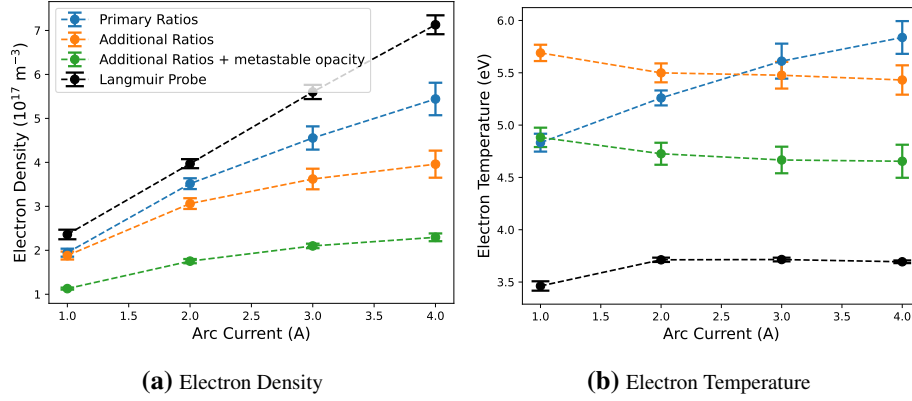 Primary Ratios
Additional Ratios
Additional Ratios + metastable opacity
Langmuir Probe
Electron Density (10^17 m^-3)
7
6
5
4
3
2
1
1.0 1.5 2.0 2.5 3.0 3.5 4.0
Arc Current (A)
(a) Electron Density
Electron Temperature (eV)
6.0
5.5
5.0
4.5
4.0
3.5
1.0 1.5 2.0 2.5 3.0 3.5 4.0
Arc Current (A)
(b) Electron Temperature